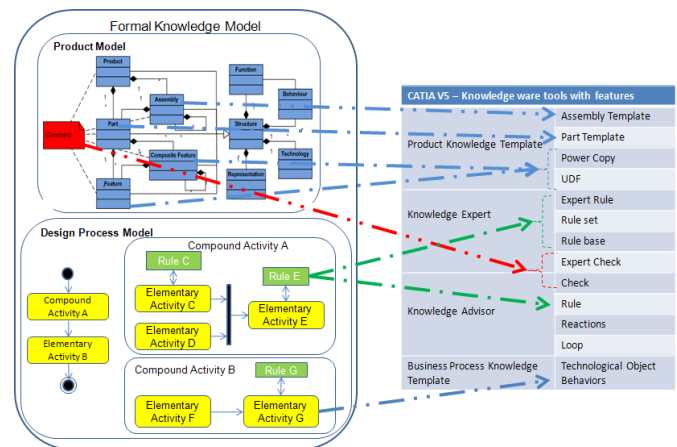 Formal Knowledge Model
Product Model
Product
Function
Assembly
Behaviour
Part
Structure
Composite Feature
Technology
Feature
Representation
Design Process Model
Compound Activity A
Rule C
Rule E
Elementary
Activity C
Elementary
Activity E
Elementary
Activity D
Compound
Activity A
Elementary
Activity B
Compound Activity B
Rule G
Elementary
Activity F
Elementary
Activity G
CATIA V5 – Knowledge ware tools with features
Product Knowledge Template
Assembly Template
Part Template
Power Copy
UDF
Knowledge Expert
Expert Rule
Rule set
Rule base
Expert Check
Knowledge Advisor
Check
Rule
Reactions
Loop
Business Process Knowledge
Template
Technological Object
Behaviors